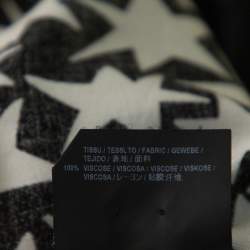 TISSU / TESSUTO / FABRIC / GEWEBE /
TEJIDO / 表地 / 面料
100% VISCOSE / VISCOSA / VISCOSE / VISKOSE /
VISCOSA / レーヨン / 粘膠纤维